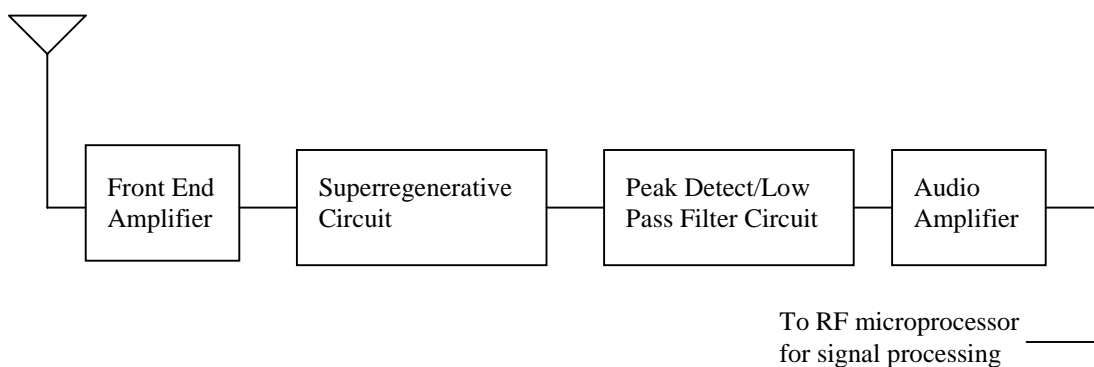 Front End
Amplifier
Superregenerative
Circuit
Peak Detect/Low
Pass Filter Circuit
Audio
Amplifier
To RF microprocessor
for signal processing